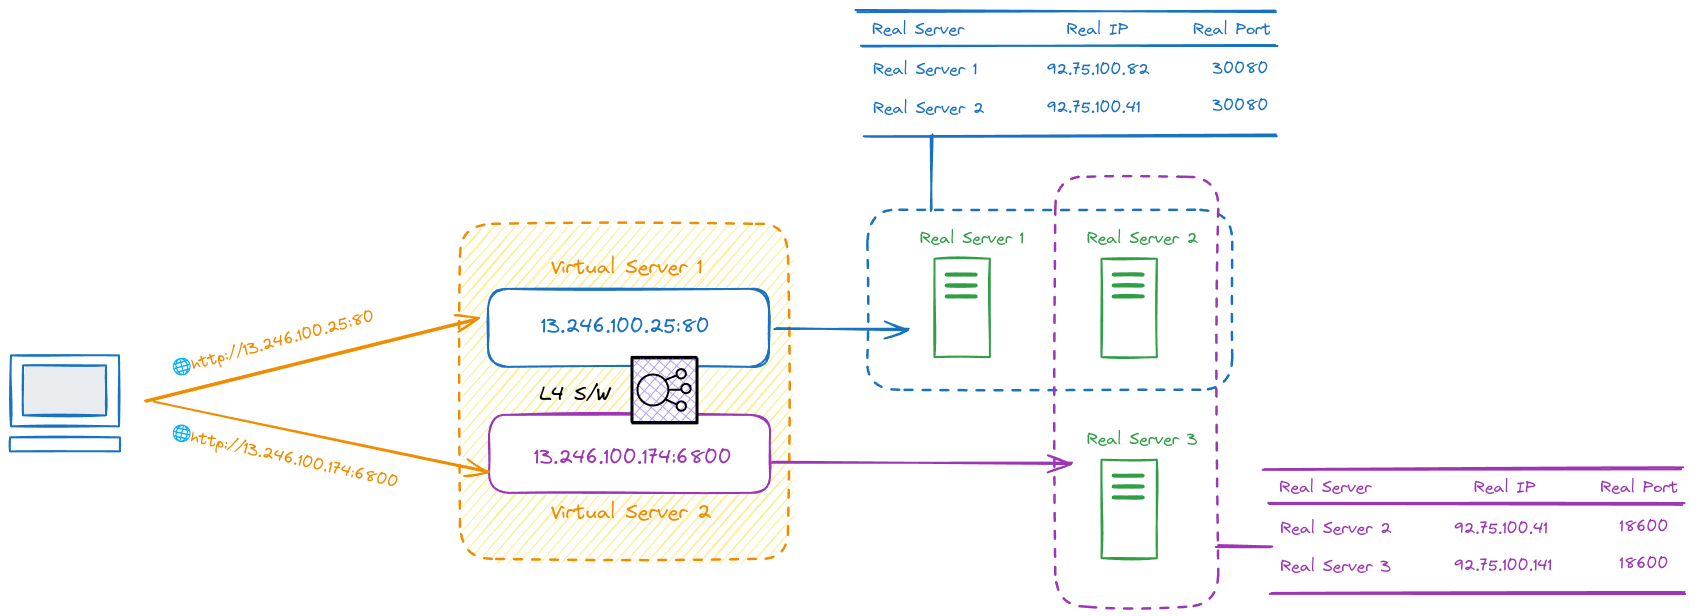 Real Server Real IP Real Port
Real Server 1 92.75.100.82 30080
Real Server 2 92.75.100.41 30080
Real Server 1 Real Server 2
Virtual Server 1
http://13.246.100.25:80
13.246.100.25:80
L4 S/W
http://13.246.100.174:6800
13.246.100.174:6800
Virtual Server 2
Real Server 3
Real Server Real IP Real Port
Real Server 2 92.75.100.41 18600
Real Server 3 92.75.100.141 18600